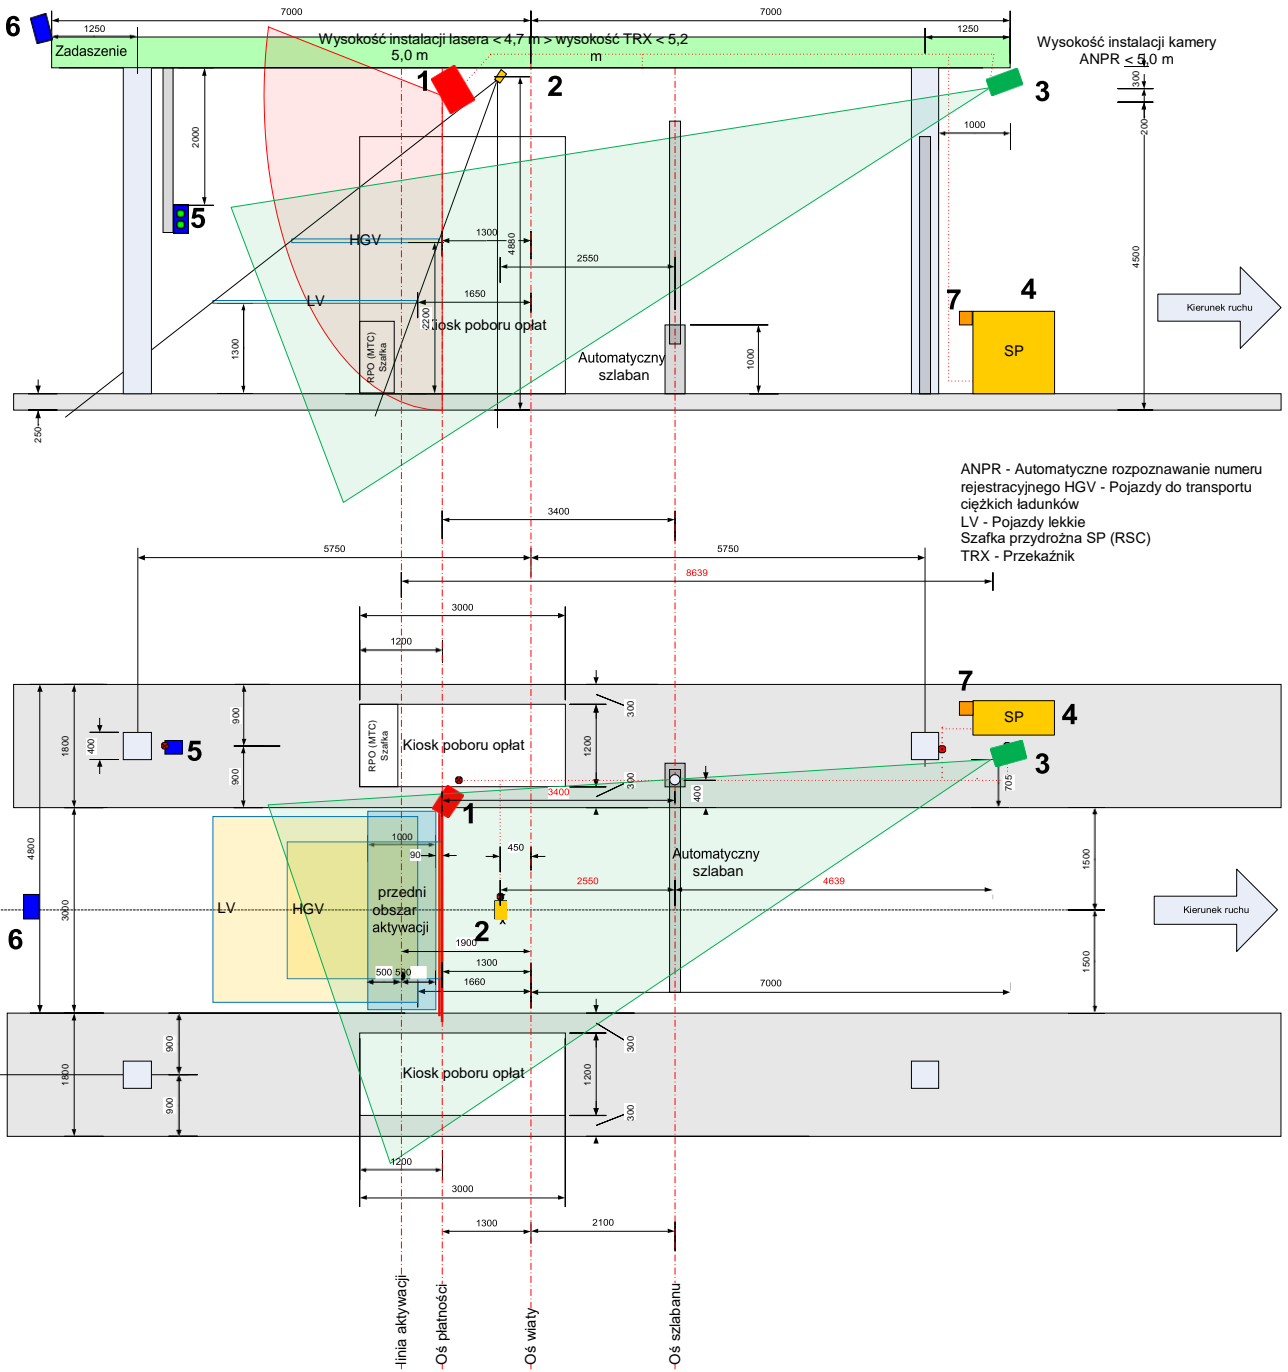 6
7000
7000
1250
1250
Zadaszenie
Wysokość instalacji lasera < 4,7 m > wysokość TRX < 5,2
5,0 m
m
Wysokość instalacji kamery
ANPR < 5,0 m
1
2
3
300
200
1000
2000
5
HGV
1300
4880
2550
4500
LV
1650
2200
Kiosk poboru opłat
1300
RPO (MTC)
Szafka
Automatyczny
szlaban
1000
7
4
SP
Kierunek ruchu
250
ANPR - Automatyczne rozpoznawanie numeru
rejestracyjnego HGV - Pojazdy do transportu
ciężkich ładunków
LV - Pojazdy lekkie
Szafka przydrożna SP (RSC)
TRX - Przekaźnik
3400
5750
5750
8639
3000
1200
7
4
SP
3
300
900
1800
400
5
RPO (MTC)
Szafka
Kiosk poboru opłat
1200
900
300
3400
400
705
1
4800
1000
90
450
Automatyczny
szlaban
1500
2550
4639
3000
LV
HGV
przedni
obszar
aktywacji
2
6
Kierunek ruchu
1900
500 500
1300
1660
7000
1500
900
300
1800
Kiosk poboru opłat
1200
900
300
1200
3000
1300
2100
linia aktywacji
Oś płatności
Oś wiaty
Oś szlabanu